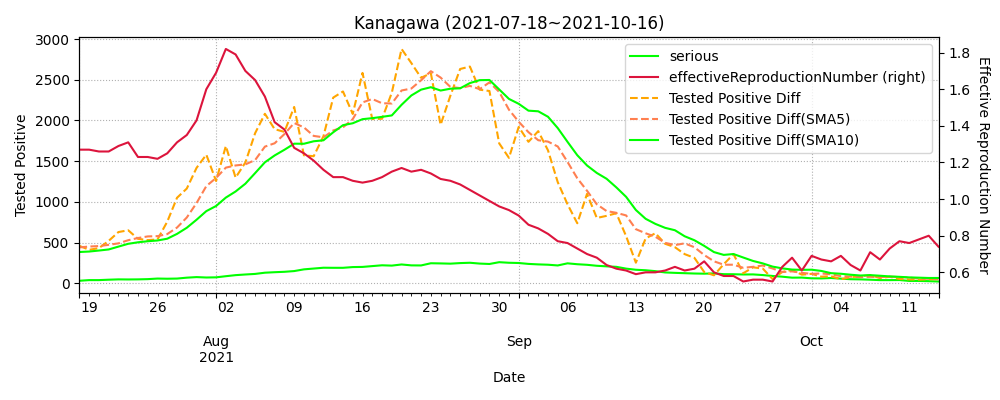 Kanagawa (2021-07-18~2021-10-16)
3000
2500
2000
1500
1000
500
0
Tested Positive
1.8
1.6
1.4
1.2
1.0
0.8
0.6
Effective Reproduction Number
serious
effectiveReproductionNumber (right)
Tested Positive Diff
Tested Positive Diff(SMA5)
Tested Positive Diff(SMA10)
19 26 02 09 16 23 30 06 13 20 27 04 11
Aug Sep Oct
2021
Date